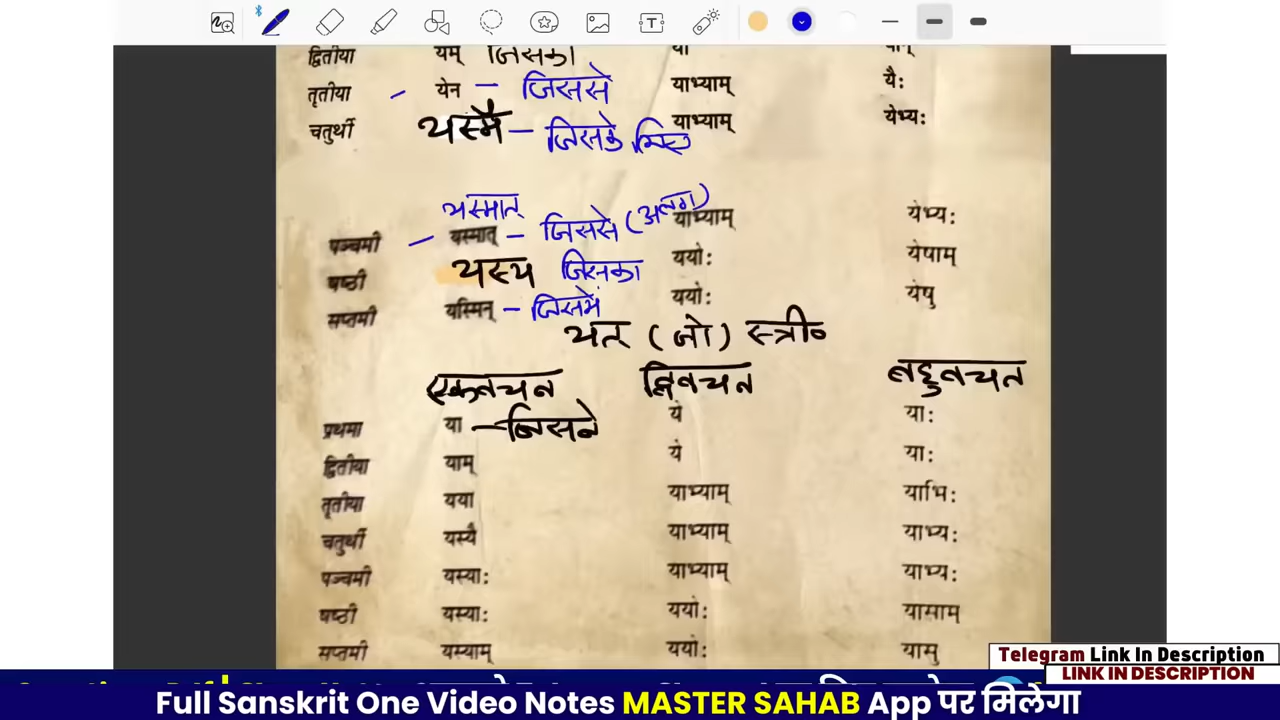 द्वितीया यम् जिसका यौ यान्
तृतीया - येन - जिससे याभ्याम् यैः
चतुर्थी यस्मै - जिसके लिए याभ्याम् येभ्यः
यस्मात्
पञ्चमी - यस्मात् - जिससे (अलग) याभ्याम् येभ्यः
षष्ठी यस्य जिसका ययोः येषाम्
सप्तमी यस्मिन् - जिसमें ययोः येषु
यत् (जो) स्त्री०
एकवचन द्विवचन बहुवचन
प्रथमा या - जिसने ये याः
द्वितीया याम् ये याः
तृतीया यया याभ्याम् याभिः
चतुर्थी यस्यै याभ्याम् याभ्यः
पञ्चमी यस्याः याभ्याम् याभ्यः
षष्ठी यस्याः ययोः यासाम्
सप्तमी यस्याम् ययोः यासु
Telegram Link In Description
LINK IN DESCRIPTION
Full Sanskrit One Video Notes MASTER SAHAB App पर मिलेगा